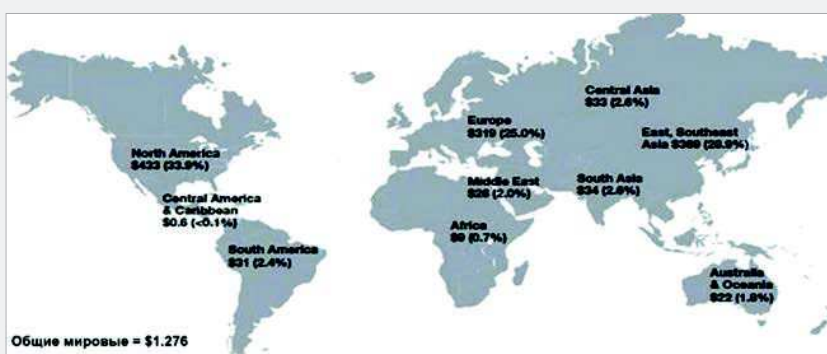 Central Asia
$33 (2.6%)
Europe
$319 (25.0%)
East, Southeast
Asia $369 (28.9%)
North America
$433 (33.9%)
Middle East
$26 (2.0%)
South Asia
$34 (2.6%)
Central America
& Caribbean
$0.6 (<0.1%)
Africa
$9 (0.7%)
South America
$31 (2.4%)
Australia
& Oceania
$22 (1.8%)
Общие мировые = $1.276